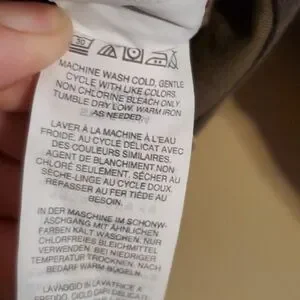 30
MACHINE WASH COLD, GENTLE
CYCLE WITH LIKE COLORS.
NON CHLORINE BLEACH ONLY.
TUMBLE DRY LOW. WARM IRON
AS NEEDED.
LAVER À LA MACHINE À L'EAU
FROIDE, AU CYCLE DÉLICAT AVEC
DES COULEURS SIMILAIRES.
AGENT DE BLANCHIMENT NON
CHLORÉ SEULEMENT. SÉCHER AU
SÈCHE-LINGE AU CYCLE DOUX.
REPASSER AU FER TIÈDE AU
BESOIN.
IN DER MASCHINE IM SCHONW-
ASCHGANG MIT ÄHNLICHEN
FARBEN KALT WASCHEN. NUR
CHLORFREIES BLEICHMITTEL
VERWENDEN. BEI NIEDRIGER
TEMPERATUR TROCKNEN. NACH
BEDARF WARM BÜGELN.
LAVAGGIO IN LAVATRICE A
FREDDO, CICLO CAPI DELICATI